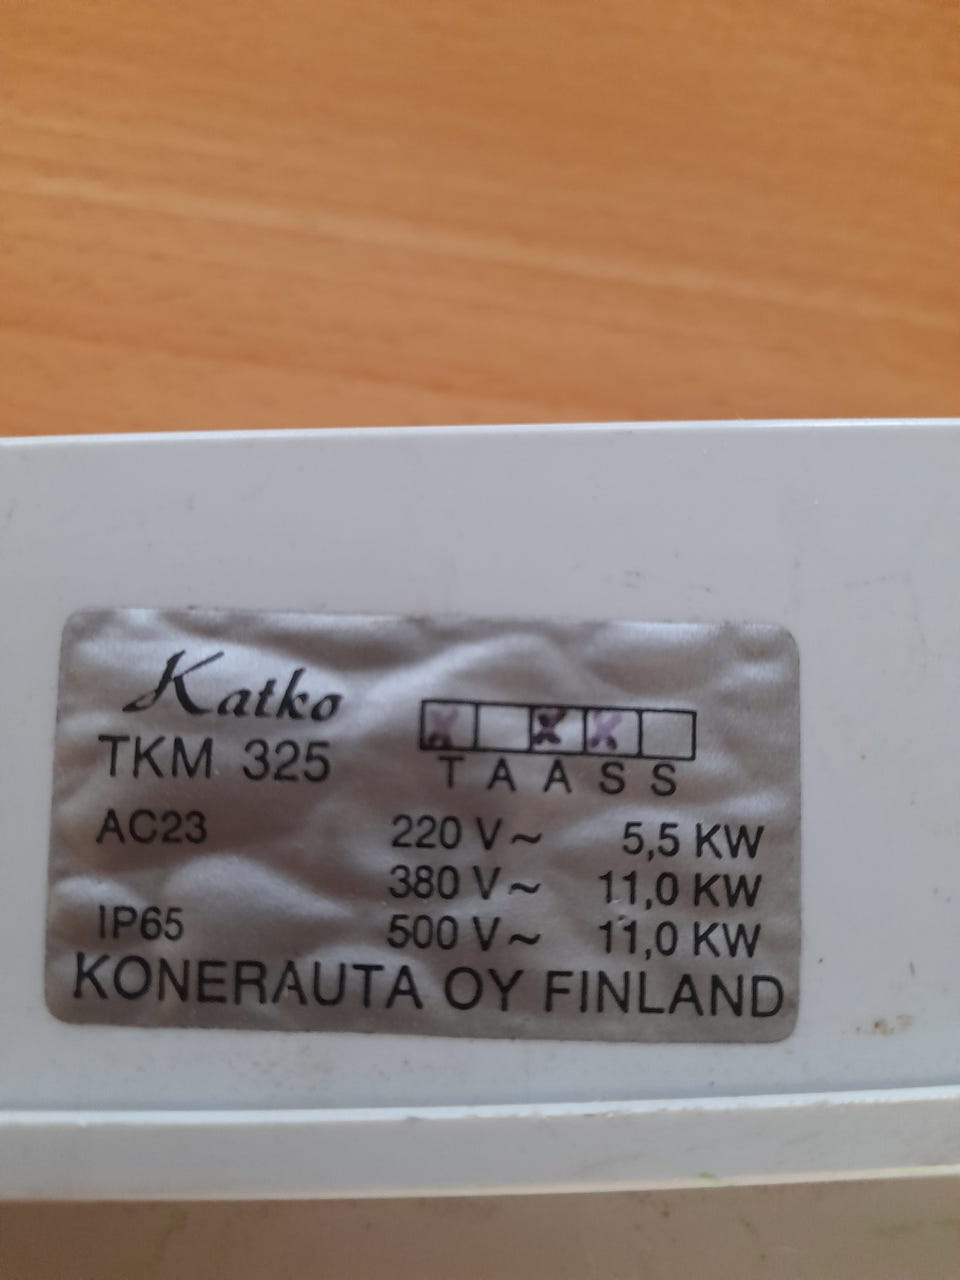 Katko
X X X
TKM 325
T A A S S
AC23 220 V~ 5,5 KW
380 V~ 11,0 KW
IP65 500 V~ 11,0 KW
KONERAUTA OY FINLAND